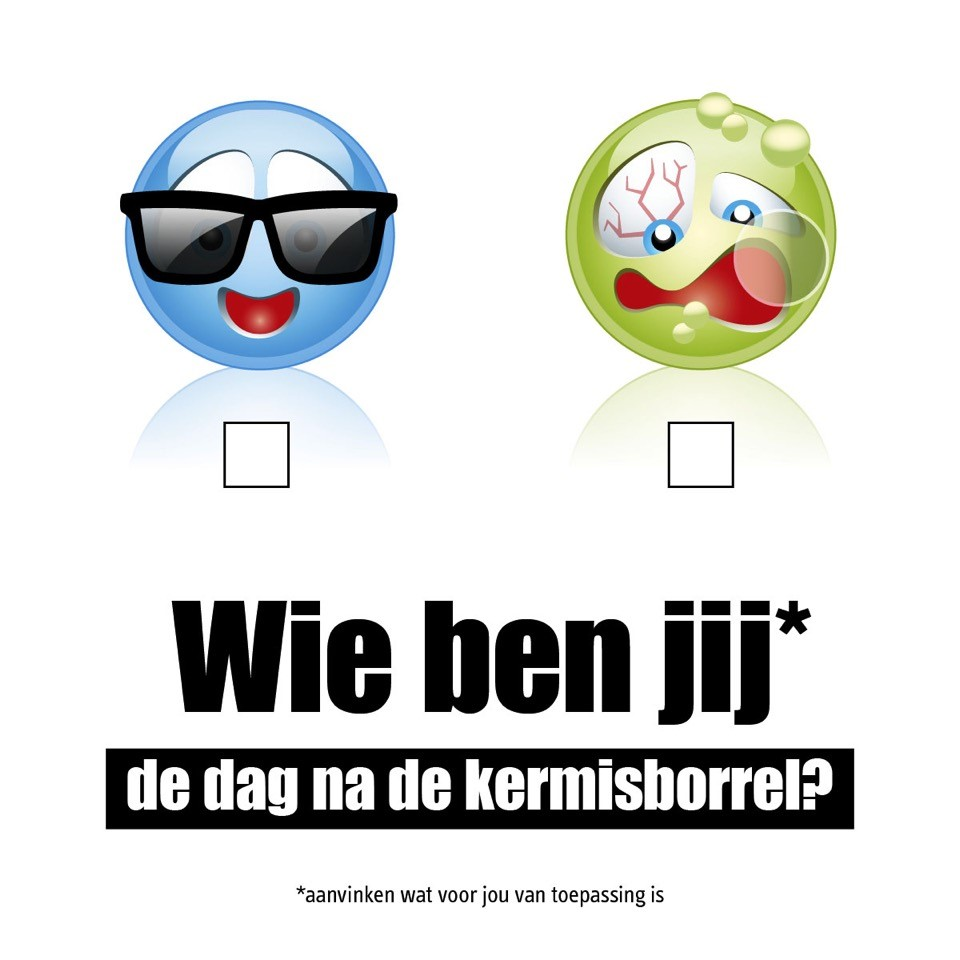 Wie ben jij*
de dag na de kermisborrel?
*aanvinken wat voor jou van toepassing is